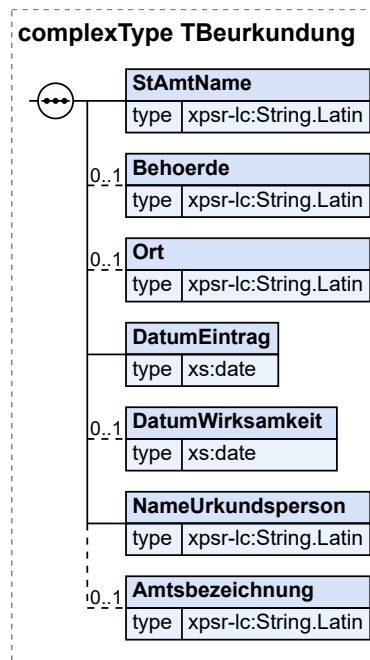 complexType TBeurkundung
StAmtName
type xpsr-lc:String.Latin
0..1 Behoerde
type xpsr-lc:String.Latin
0..1 Ort
type xpsr-lc:String.Latin
DatumEintrag
type xs:date
0..1 DatumWirksamkeit
type xs:date
NameUrkundsperson
type xpsr-lc:String.Latin
0..1 Amtsbezeichnung
type xpsr-lc:String.Latin